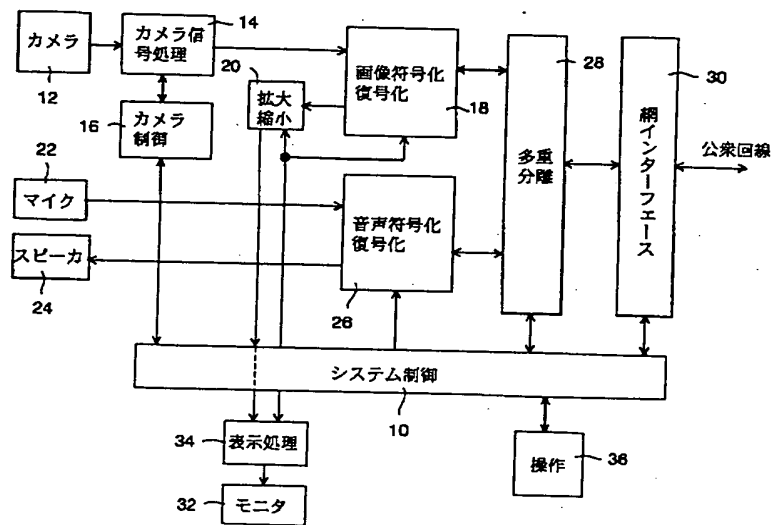 カメラ
12
カメラ信
号処理
14
16
カメラ
制御
20
拡大
縮小
画像符号化
復号化
18
28
多重
分離
30
網インターフェース
公衆回線
22
マイク
スピーカ
24
音声符号化
復号化
26
システム制御
10
34
表示処理
32
モニタ
操作
36